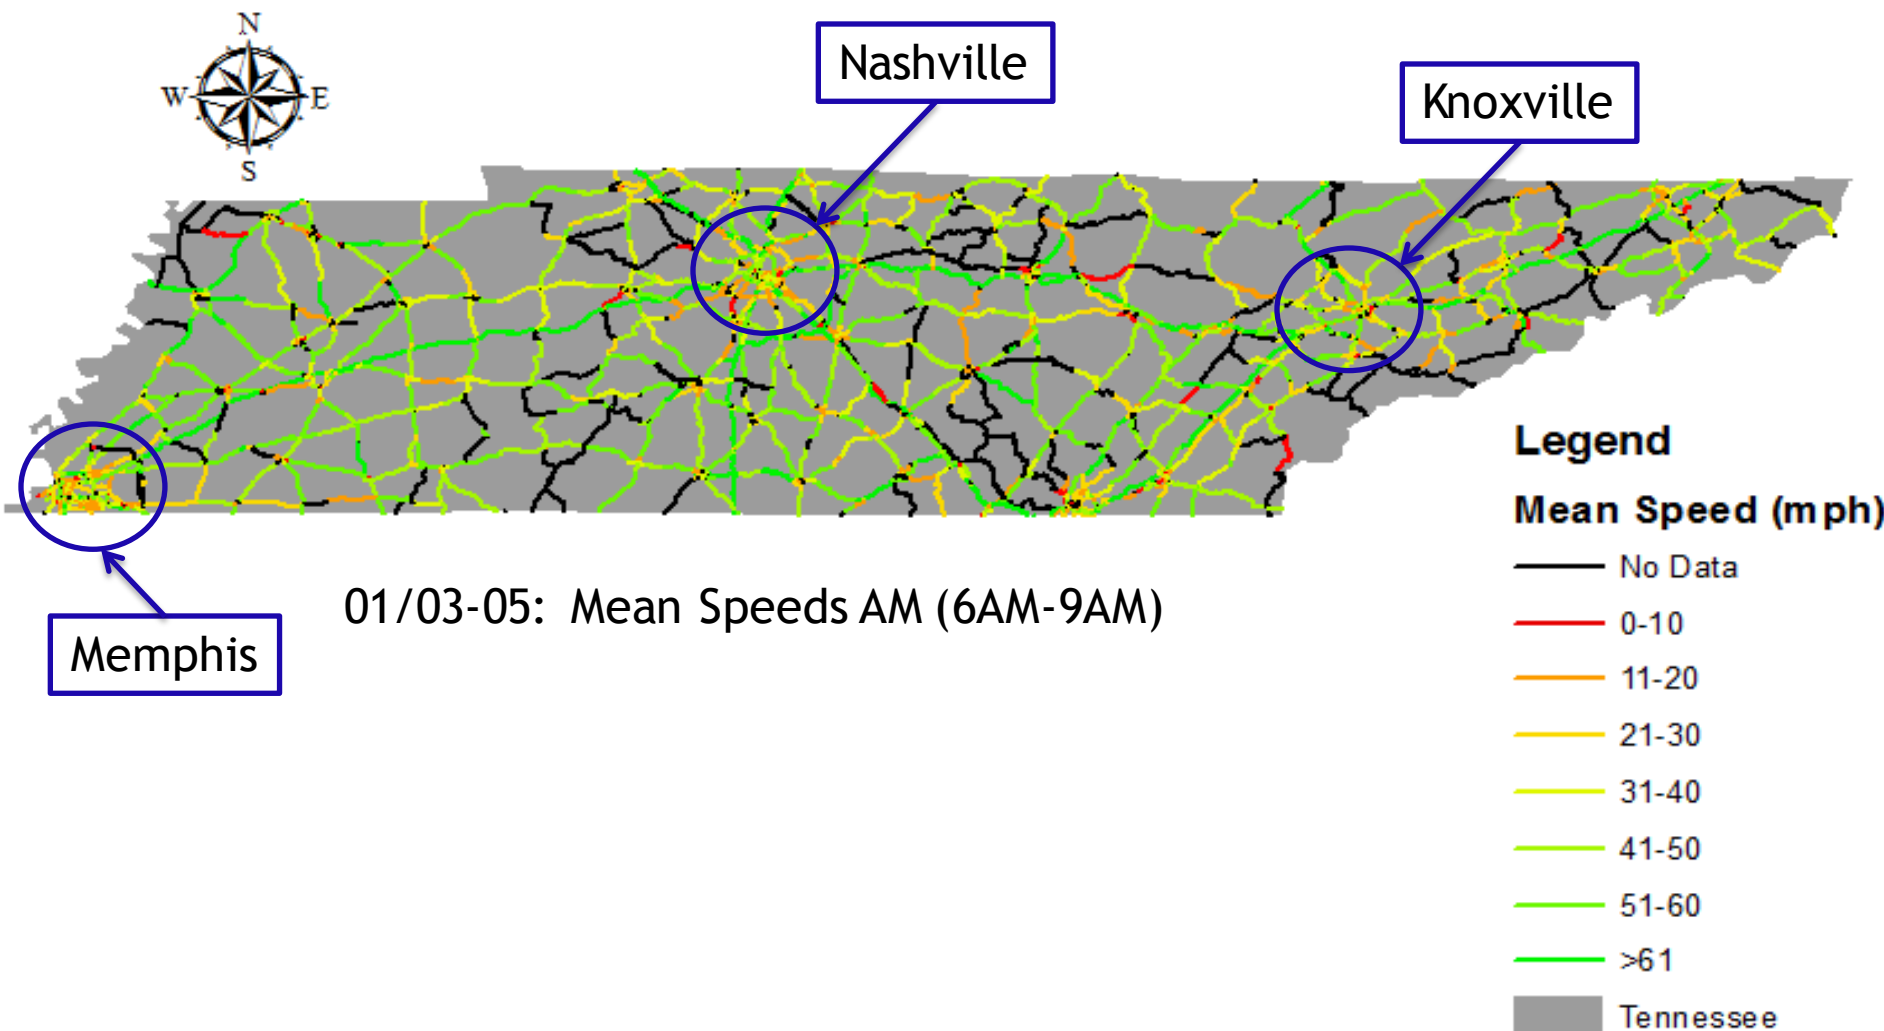 N
W E
S
Nashville
Knoxville
Memphis
01/03-05: Mean Speeds AM (6AM-9AM)
Legend
Mean Speed (mph)
No Data
0-10
11-20
21-30
31-40
41-50
51-60
>61
Tennessee